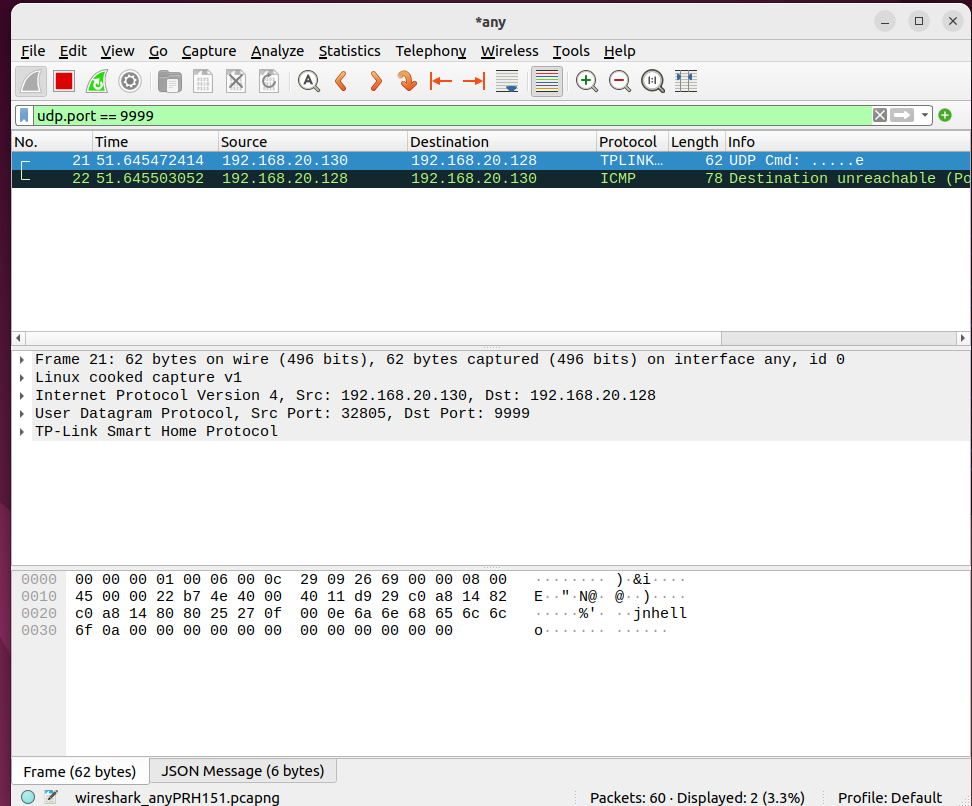 *any
File Edit View Go Capture Analyze Statistics Telephony Wireless Tools Help
udp.port == 9999
No. Time Source Destination Protocol Length Info
21 51.645472414 192.168.20.130 192.168.20.128 TPLINK… 62 UDP Cmd: .....e
22 51.645503052 192.168.20.128 192.168.20.130 ICMP 78 Destination unreachable (Po
Frame 21: 62 bytes on wire (496 bits), 62 bytes captured (496 bits) on interface any, id 0
Linux cooked capture v1
Internet Protocol Version 4, Src: 192.168.20.130, Dst: 192.168.20.128
User Datagram Protocol, Src Port: 32805, Dst Port: 9999
TP-Link Smart Home Protocol
0000 00 00 00 01 00 06 00 0c 29 09 26 69 00 00 08 00 ········ )·&i····
0010 45 00 00 22 b7 4e 40 00 40 11 d9 29 c0 a8 14 82 E··"·N@· @··)····
0020 c0 a8 14 80 80 25 27 0f 00 0e 6a 6e 68 65 6c 6c ·····%'· ··jnhell
0030 6f 0a 00 00 00 00 00 00 00 00 00 00 00 00 o······· ······
Frame (62 bytes) JSON Message (6 bytes)
wireshark_anyPRH151.pcapng Packets: 60 · Displayed: 2 (3.3%) Profile: Default